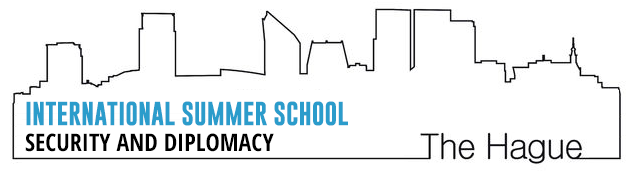 INTERNATIONAL SUMMER SCHOOL
SECURITY AND DIPLOMACY
The Hague